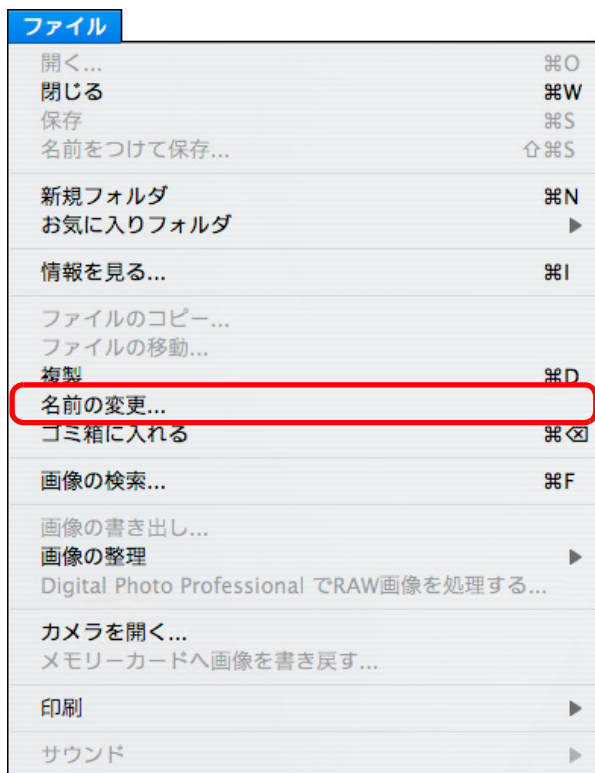 ファイル
開く... ⌘O
閉じる ⌘W
保存 ⌘S
名前をつけて保存... ⇧⌘S
新規フォルダ ⌘N
お気に入りフォルダ ▶
情報を見る... ⌘I
ファイルのコピー...
ファイルの移動...
複製 ⌘D
名前の変更...
ゴミ箱に入れる ⌘⌫
画像の検索... ⌘F
画像の書き出し...
画像の整理 ▶
Digital Photo Professional でRAW画像を処理する...
カメラを開く...
メモリーカードへ画像を書き戻す...
印刷 ▶
サウンド ▶